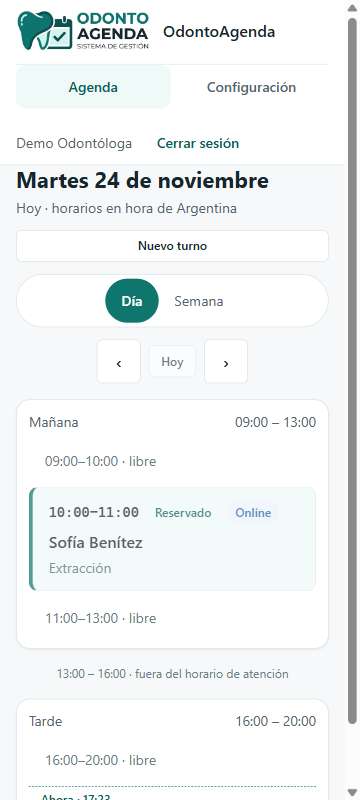 ODONTO
AGENDA
SISTEMA DE GESTIÓN
OdontoAgenda
Agenda Configuración
Demo Odontóloga Cerrar sesión
Martes 24 de noviembre
Hoy · horarios en hora de Argentina
Nuevo turno
Día Semana
‹ Hoy ›
Mañana 09:00 – 13:00
09:00–10:00 · libre
10:00–11:00 Reservado Online
Sofía Benítez
Extracción
11:00–13:00 · libre
13:00 – 16:00 · fuera del horario de atención
Tarde 16:00 – 20:00
16:00–20:00 · libre
Ahora · 17:23